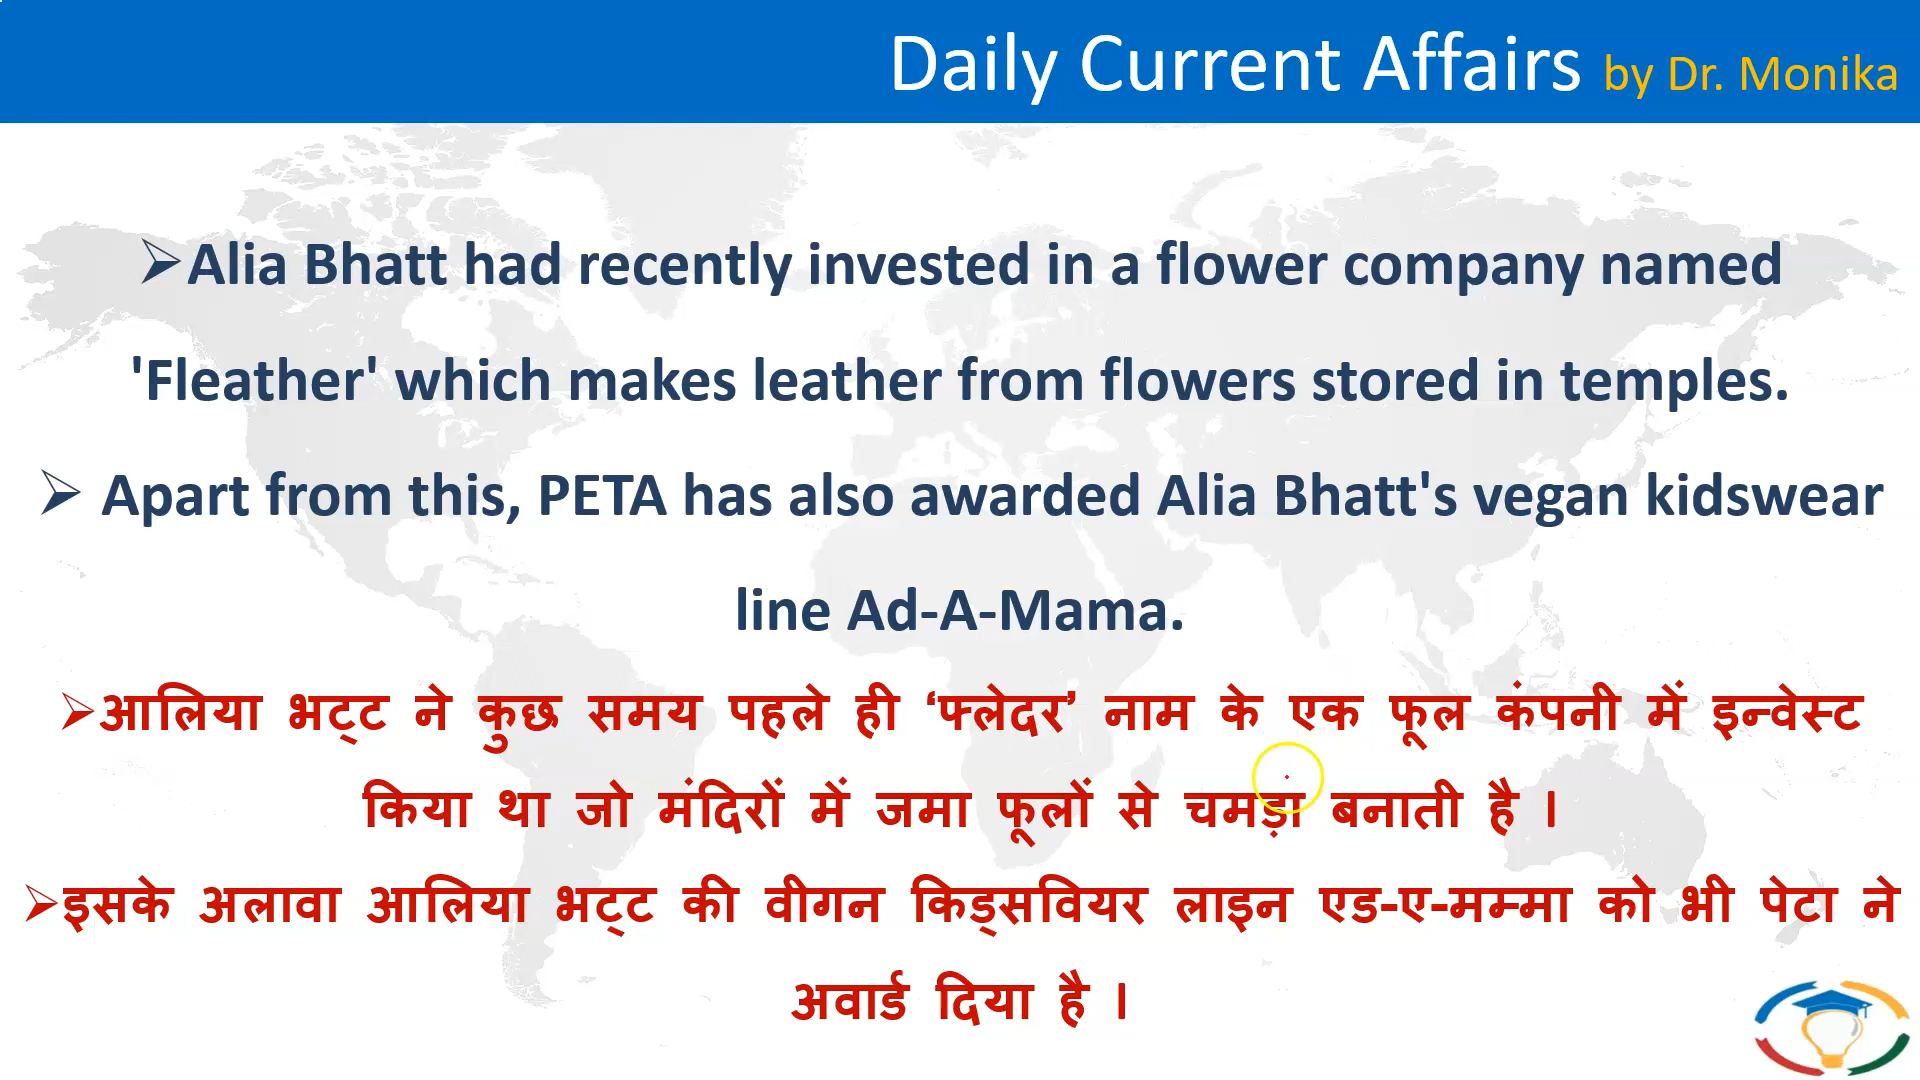 Daily Current Affairs by Dr. Monika
➢Alia Bhatt had recently invested in a flower company named
'Fleather' which makes leather from flowers stored in temples.
➢ Apart from this, PETA has also awarded Alia Bhatt's vegan kidswear
line Ad-A-Mama.
➢आलिया भट्ट ने कुछ समय पहले ही ‘फ्लेदर’ नाम के एक फूल कंपनी में इन्वेस्ट
किया था जो मंदिरों में जमा फूलों से चमड़ा बनाती है ।
➢इसके अलावा आलिया भट्ट की वीगन किड्सवियर लाइन एड-ए-मम्मा को भी पेटा ने
अवार्ड दिया है ।